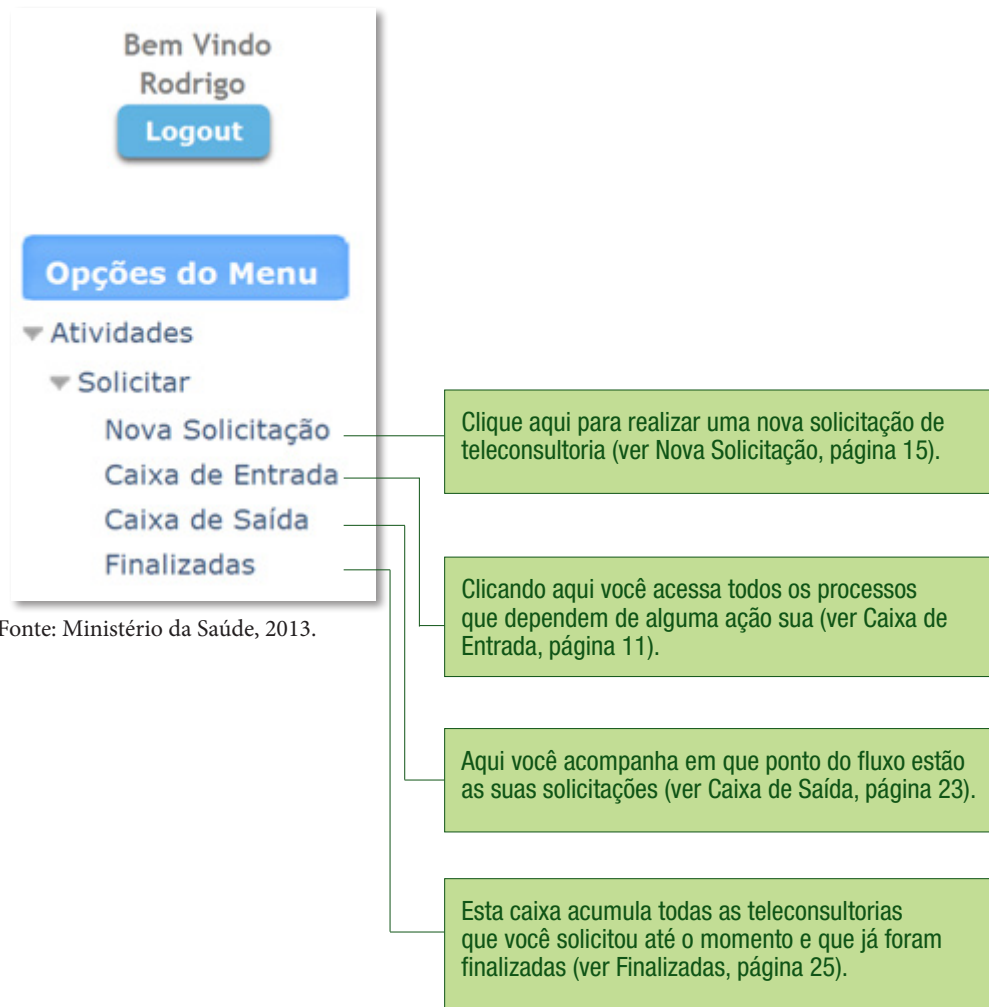 Bem Vindo
Rodrigo
Logout
Opções do Menu
Atividades
Solicitar
Nova Solicitação
Caixa de Entrada
Caixa de Saída
Finalizadas
Fonte: Ministério da Saúde, 2013.
Clique aqui para realizar uma nova solicitação de
teleconsultoria (ver Nova Solicitação, página 15).
Clicando aqui você acessa todos os processos
que dependem de alguma ação sua (ver Caixa de
Entrada, página 11).
Aqui você acompanha em que ponto do fluxo estão
as suas solicitações (ver Caixa de Saída, página 23).
Esta caixa acumula todas as teleconsultorias
que você solicitou até o momento e que já foram
finalizadas (ver Finalizadas, página 25).